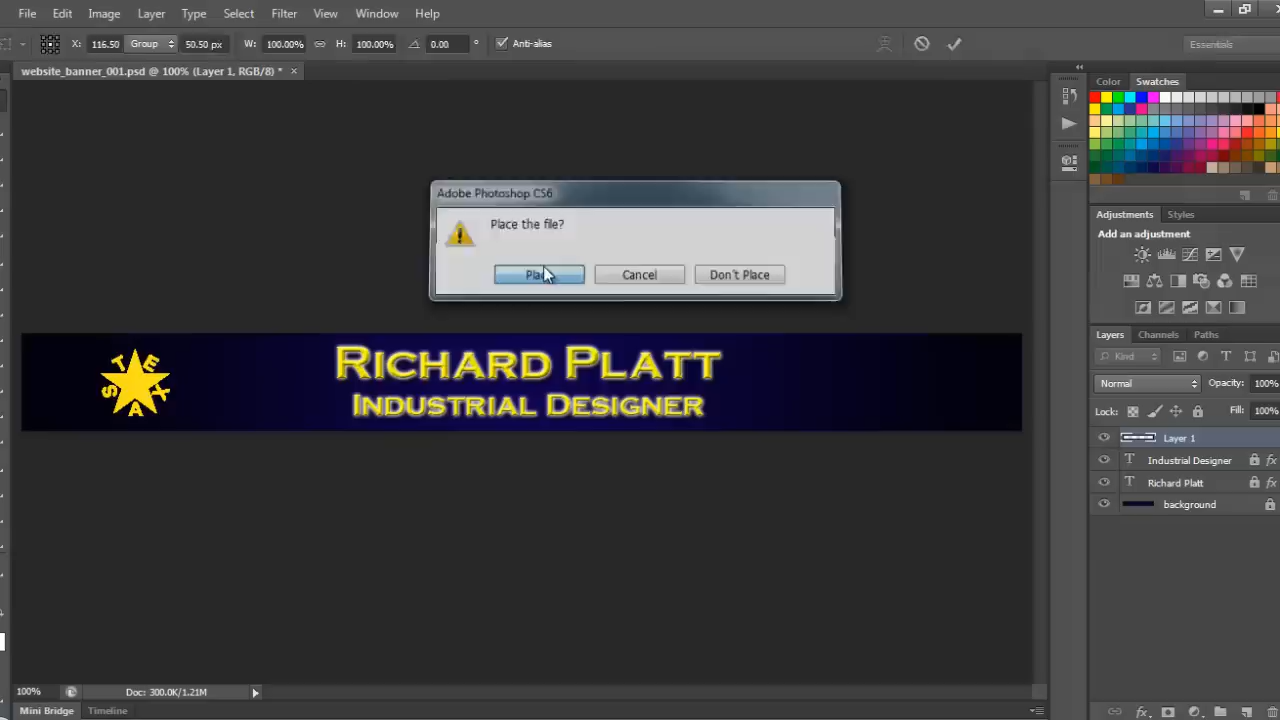 File Edit Image Layer Type Select Filter View Window Help
X: 116.50 Group 50.50 px W: 100.00% H: 100.00% 0.00 ° Anti-alias Essentials
website_banner_001.psd @ 100% (Layer 1, RGB/8) * ×
Color Swatches
Adobe Photoshop CS6
Place the file?
Cancel Don't Place
Adjustments Styles
Add an adjustment
TEXAS
Richard Platt
Industrial Designer
Layers Channels Paths
Kind
Normal Opacity: 100%
Lock: Fill: 100%
Layer 1
Industrial Designer fx
Richard Platt fx
background
100% Doc: 300.0K/1.21M
Mini Bridge Timeline